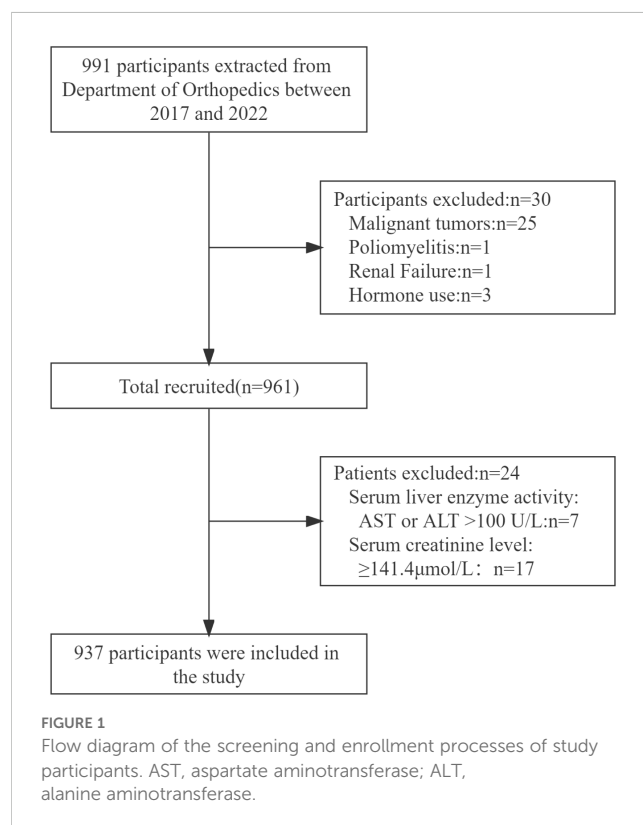 991 participants extracted from
Department of Orthopedics between
2017 and 2022
Participants excluded:n=30
Malignant tumors:n=25
Poliomyelitis:n=1
Renal Failure:n=1
Hormone use:n=3
Total recruited(n=961)
Patients excluded:n=24
Serum liver enzyme activity:
AST or ALT >100 U/L:n=7
Serum creatinine level:
≥141.4μmol/L： n=17
937 participants were included in
the study
FIGURE 1
Flow diagram of the screening and enrollment processes of study
participants. AST, aspartate aminotransferase; ALT,
alanine aminotransferase.